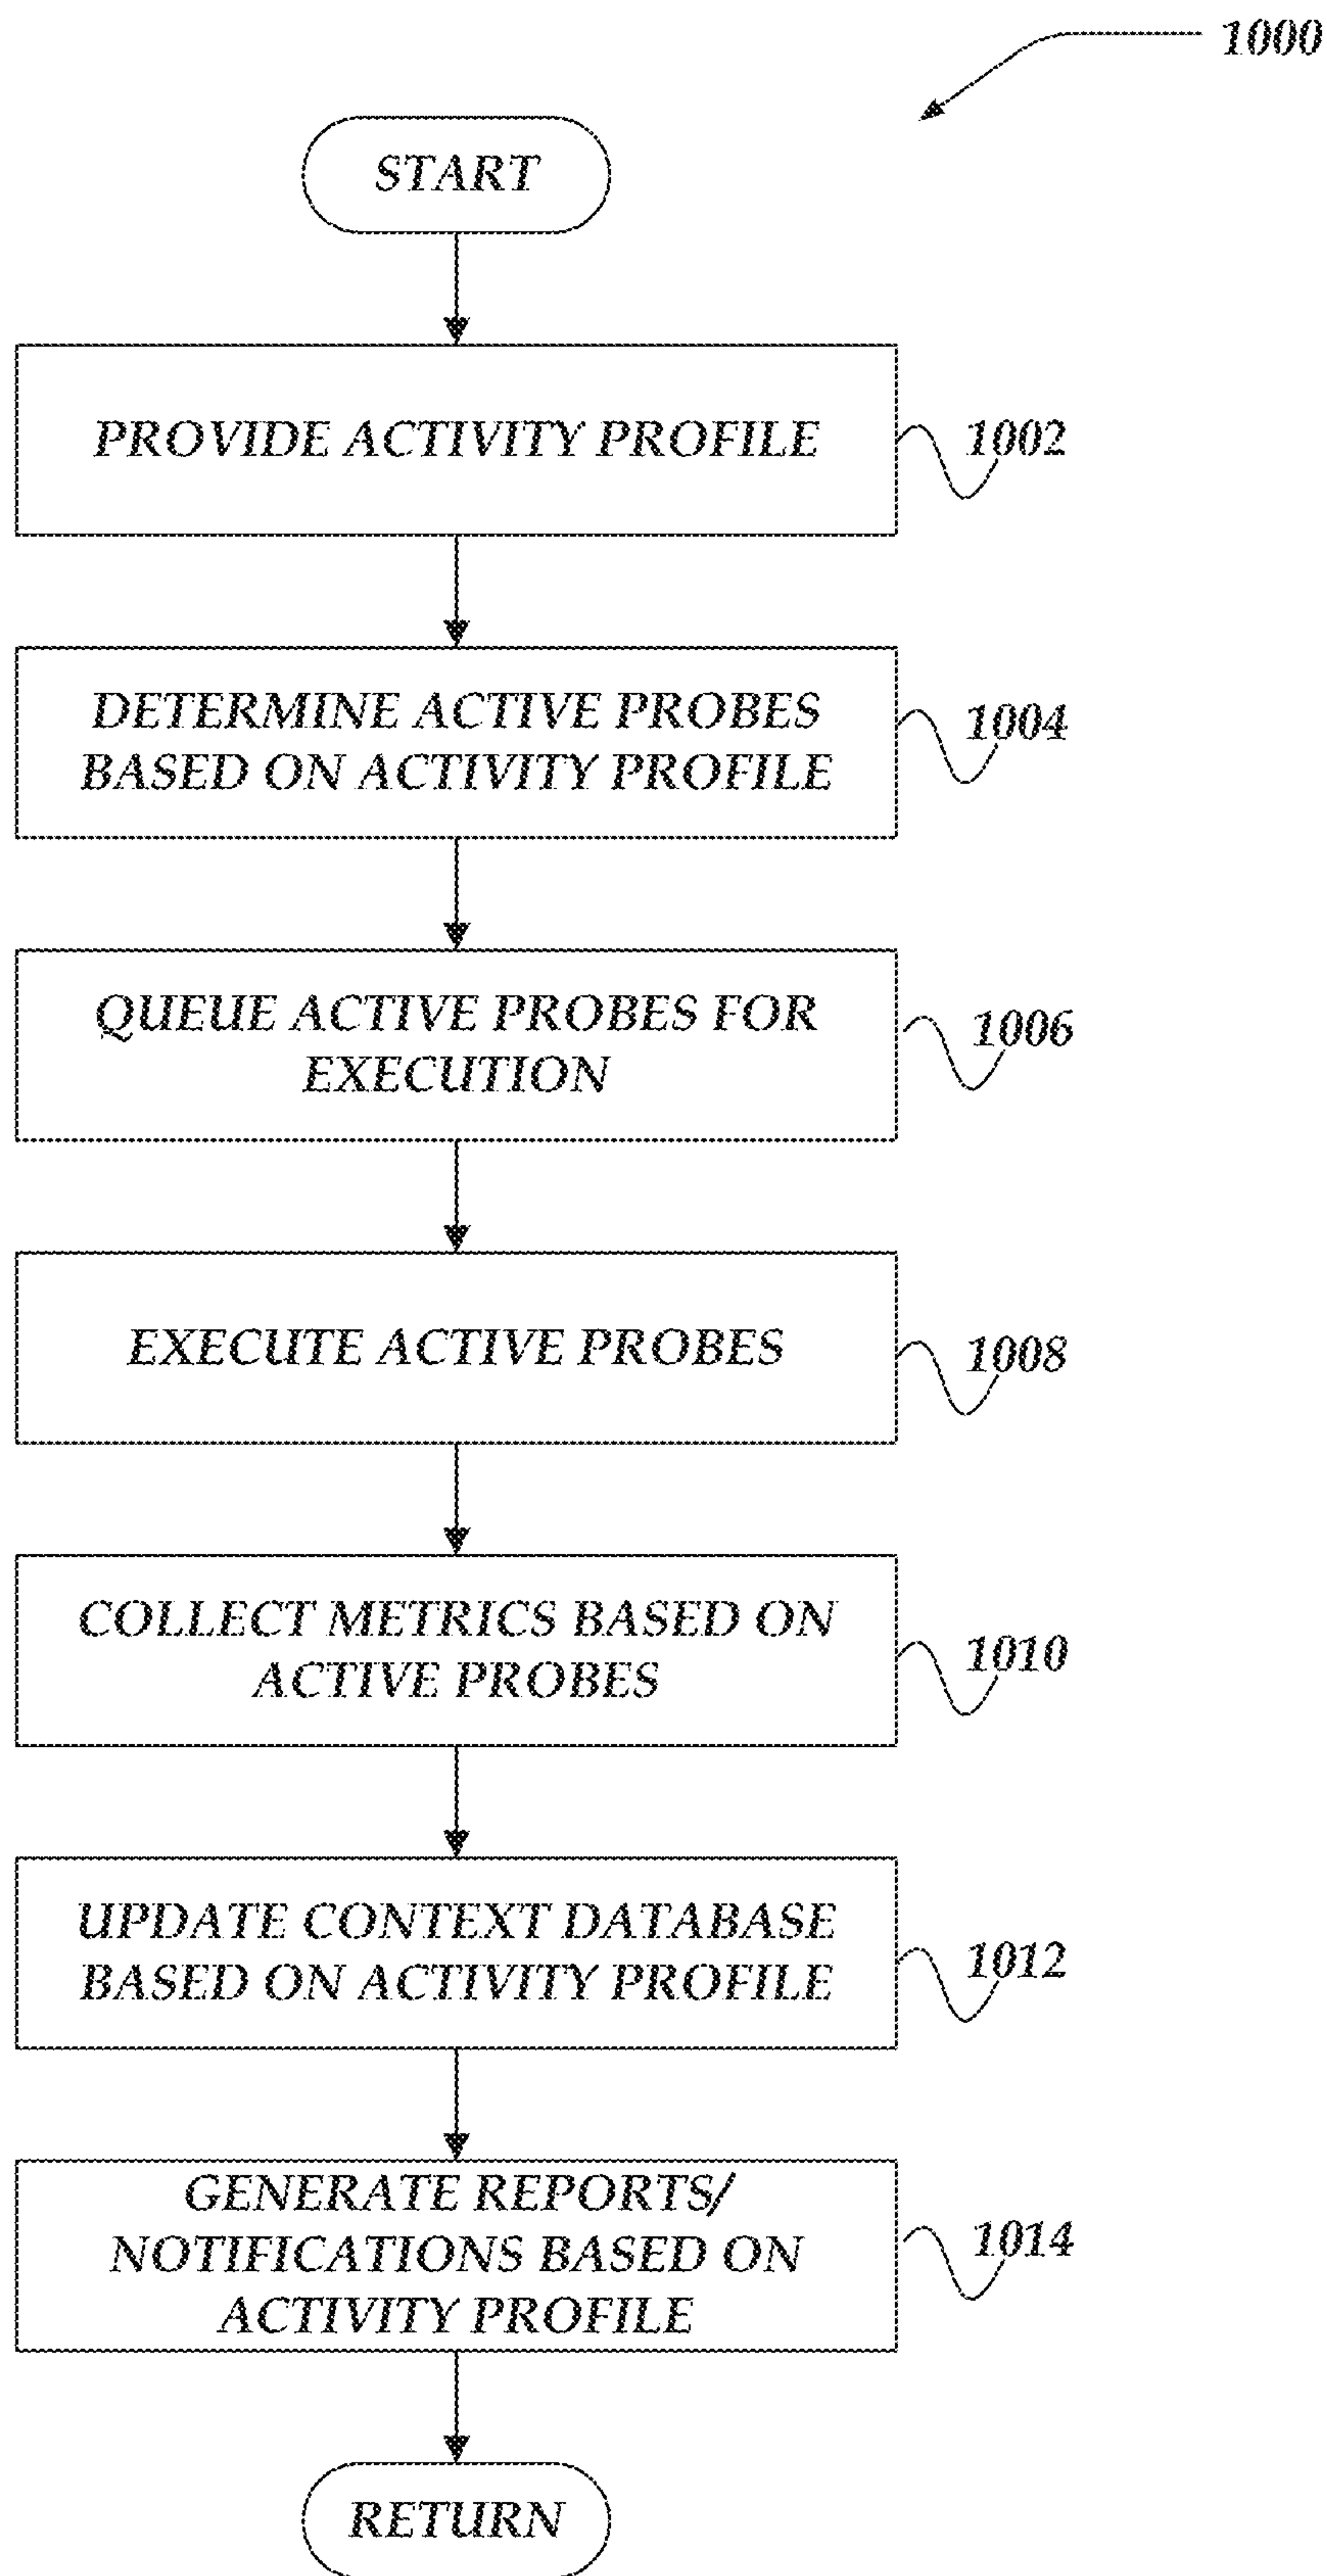 1000
START
PROVIDE ACTIVITY PROFILE
1002
DETERMINE ACTIVE PROBES
BASED ON ACTIVITY PROFILE
1004
QUEUE ACTIVE PROBES FOR
EXECUTION
1006
EXECUTE ACTIVE PROBES
1008
COLLECT METRICS BASED ON
ACTIVE PROBES
1010
UPDATE CONTEXT DATABASE
BASED ON ACTIVITY PROFILE
1012
GENERATE REPORTS/
NOTIFICATIONS BASED ON
ACTIVITY PROFILE
1014
RETURN